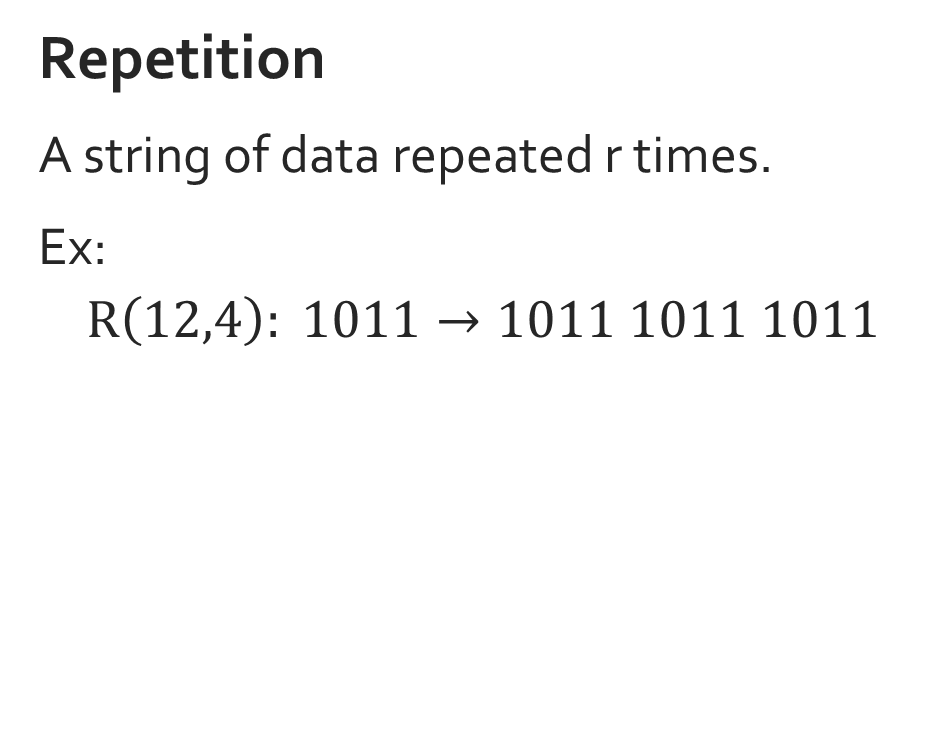 Repetition
A string of data repeated r times.
Ex:
R(12,4): 1011 → 1011 1011 1011